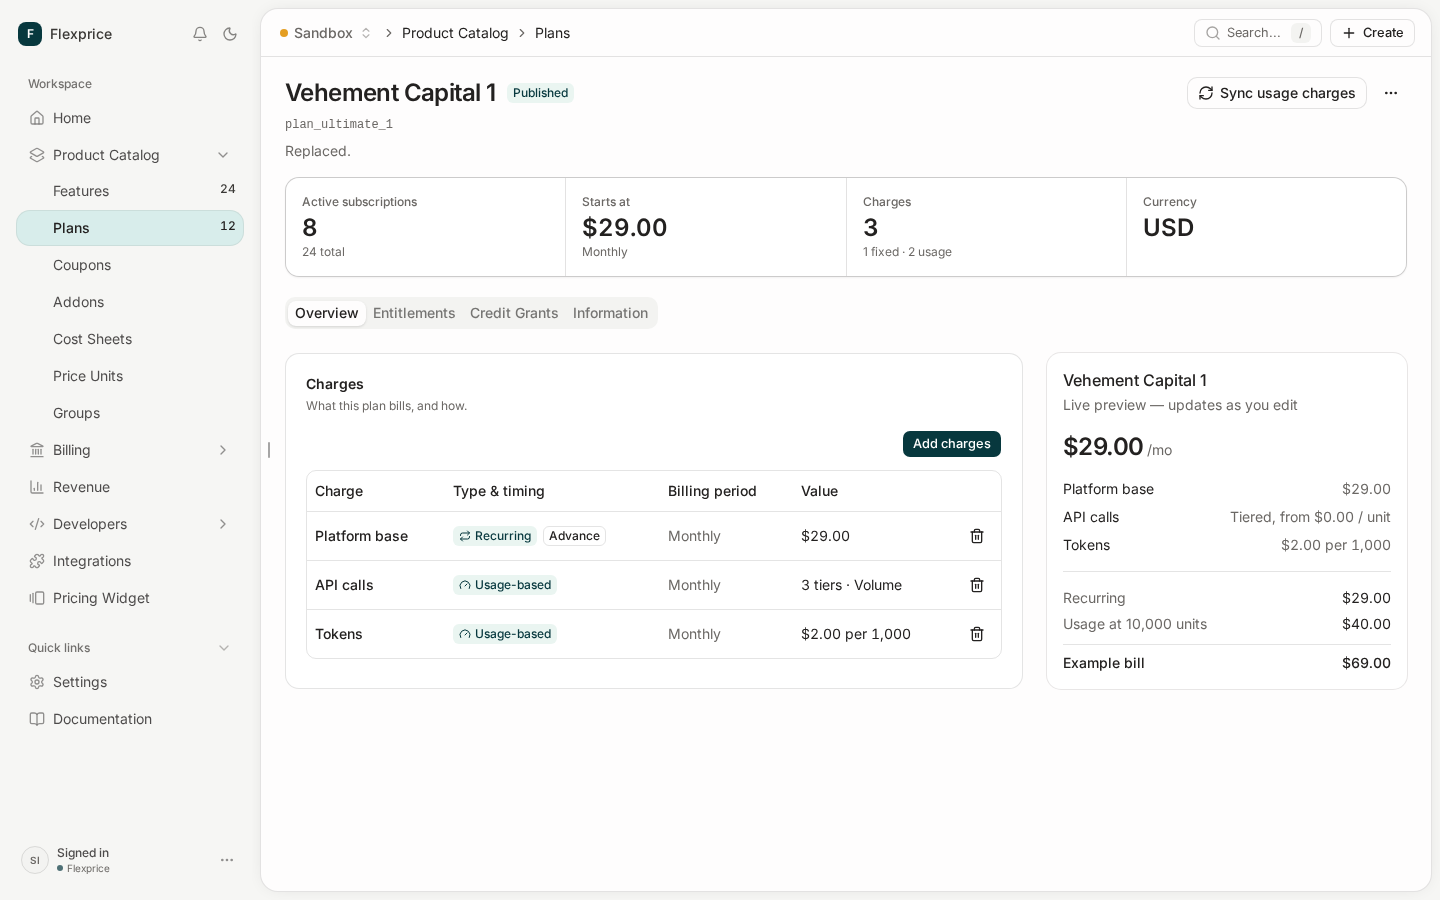 F Flexprice
Workspace
Home
Product Catalog
Features 24
Plans 12
Coupons
Addons
Cost Sheets
Price Units
Groups
Billing
Revenue
Developers
Integrations
Pricing Widget
Quick links
Settings
Documentation
SI Signed in
Flexprice
Sandbox Product Catalog Plans
Search... /
Create
Vehement Capital 1 Published
Sync usage charges
plan_ultimate_1
Replaced.
Active subscriptions
8
24 total
Starts at
$29.00
Monthly
Charges
3
1 fixed · 2 usage
Currency
USD
Overview Entitlements Credit Grants Information
Charges
What this plan bills, and how.
Add charges
Charge Type & timing Billing period Value
Platform base Recurring Advance Monthly $29.00
API calls Usage-based Monthly 3 tiers · Volume
Tokens Usage-based Monthly $2.00 per 1,000
Vehement Capital 1
Live preview — updates as you edit
$29.00 /mo
Platform base $29.00
API calls Tiered, from $0.00 / unit
Tokens $2.00 per 1,000
Recurring $29.00
Usage at 10,000 units $40.00
Example bill $69.00